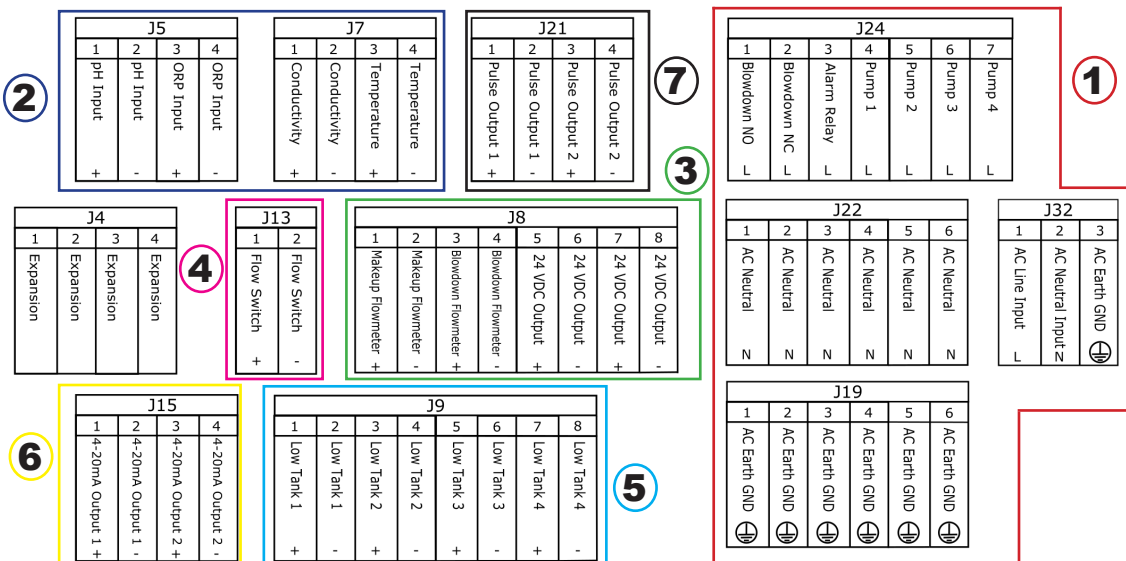 J5
1 2 3 4
pH Input +
pH Input -
ORP Input +
ORP Input -
J7
1 2 3 4
Conductivity +
Conductivity -
Temperature +
Temperature -
2
J21
1 2 3 4
Pulse Output 1 +
Pulse Output 1 -
Pulse Output 2 +
Pulse Output 2 -
7
J24
1 2 3 4 5 6 7
Blowdown NO L
Blowdown NC L
Alarm Relay L
Pump 1 L
Pump 2 L
Pump 3 L
Pump 4 L
1
3
J4
1 2 3 4
Expansion
Expansion
Expansion
Expansion
4
J13
1 2
Flow Switch +
Flow Switch -
J8
1 2 3 4 5 6 7 8
Makeup Flowmeter +
Makeup Flowmeter -
Blowdown Flowmeter +
Blowdown Flowmeter -
24 VDC Output +
24 VDC Output -
24 VDC Output +
24 VDC Output -
J22
1 2 3 4 5 6
AC Neutral N
AC Neutral N
AC Neutral N
AC Neutral N
AC Neutral N
AC Neutral N
J32
1 2 3
AC Line Input L
AC Neutral Input N
AC Earth GND
6
J15
1 2 3 4
4-20mA Output 1 +
4-20mA Output 1 -
4-20mA Output 2 +
4-20mA Output 2 -
J9
1 2 3 4 5 6 7 8
Low Tank 1 +
Low Tank 1 -
Low Tank 2 +
Low Tank 2 -
Low Tank 3 +
Low Tank 3 -
Low Tank 4 +
Low Tank 4 -
5
J19
1 2 3 4 5 6
AC Earth GND
AC Earth GND
AC Earth GND
AC Earth GND
AC Earth GND
AC Earth GND